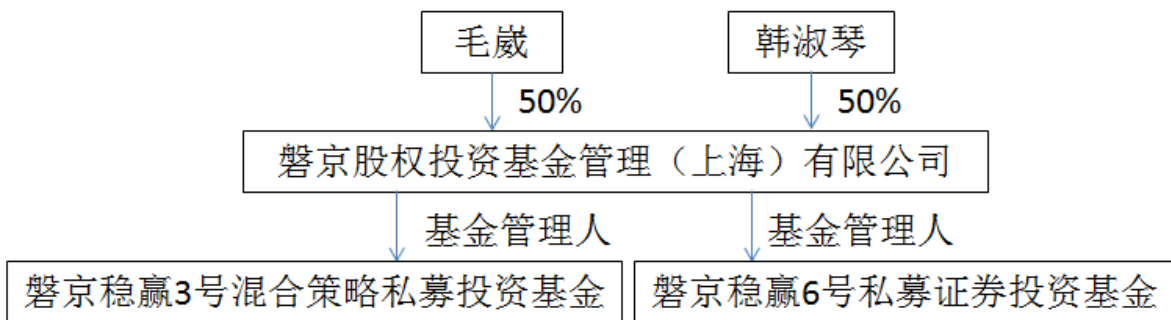 毛崴
韩淑琴
50%
50%
磐京股权投资基金管理（上海）有限公司
基金管理人
基金管理人
磐京稳赢3号混合策略私募投资基金
磐京稳赢6号私募证券投资基金